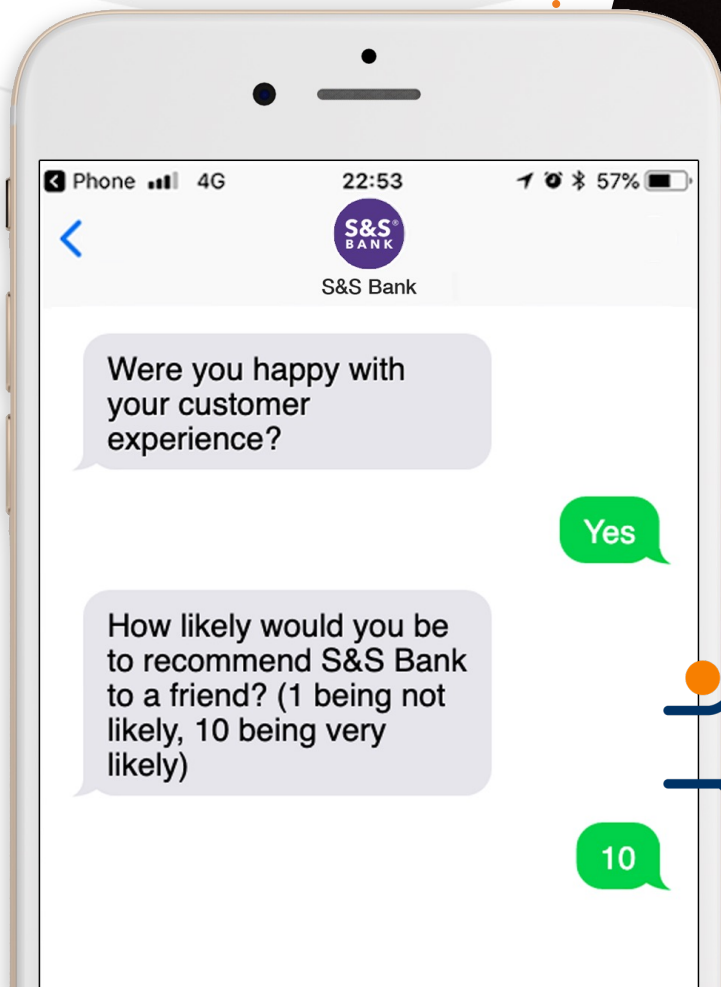 Phone 4G 22:53 57%
S&S®
BANK
S&S Bank
Were you happy with
your customer
experience?
Yes
How likely would you be
to recommend S&S Bank
to a friend? (1 being not
likely, 10 being very
likely)
10